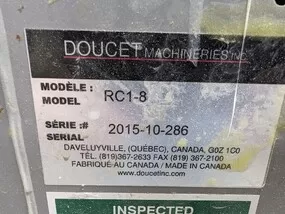 DOUCET MACHINERIES INC
MODÈLE :
MODEL RC1-8
SÉRIE :#
SERIAL 2015-10-286
DAVELUYVILLE, (QUÉBEC), CANADA, G0Z 1C0
TÉL. (819)367-2633 FAX (819) 367-2100
FABRIQUÉ AU CANADA / MADE IN CANADA
www.doucetinc.com
INSPECTED